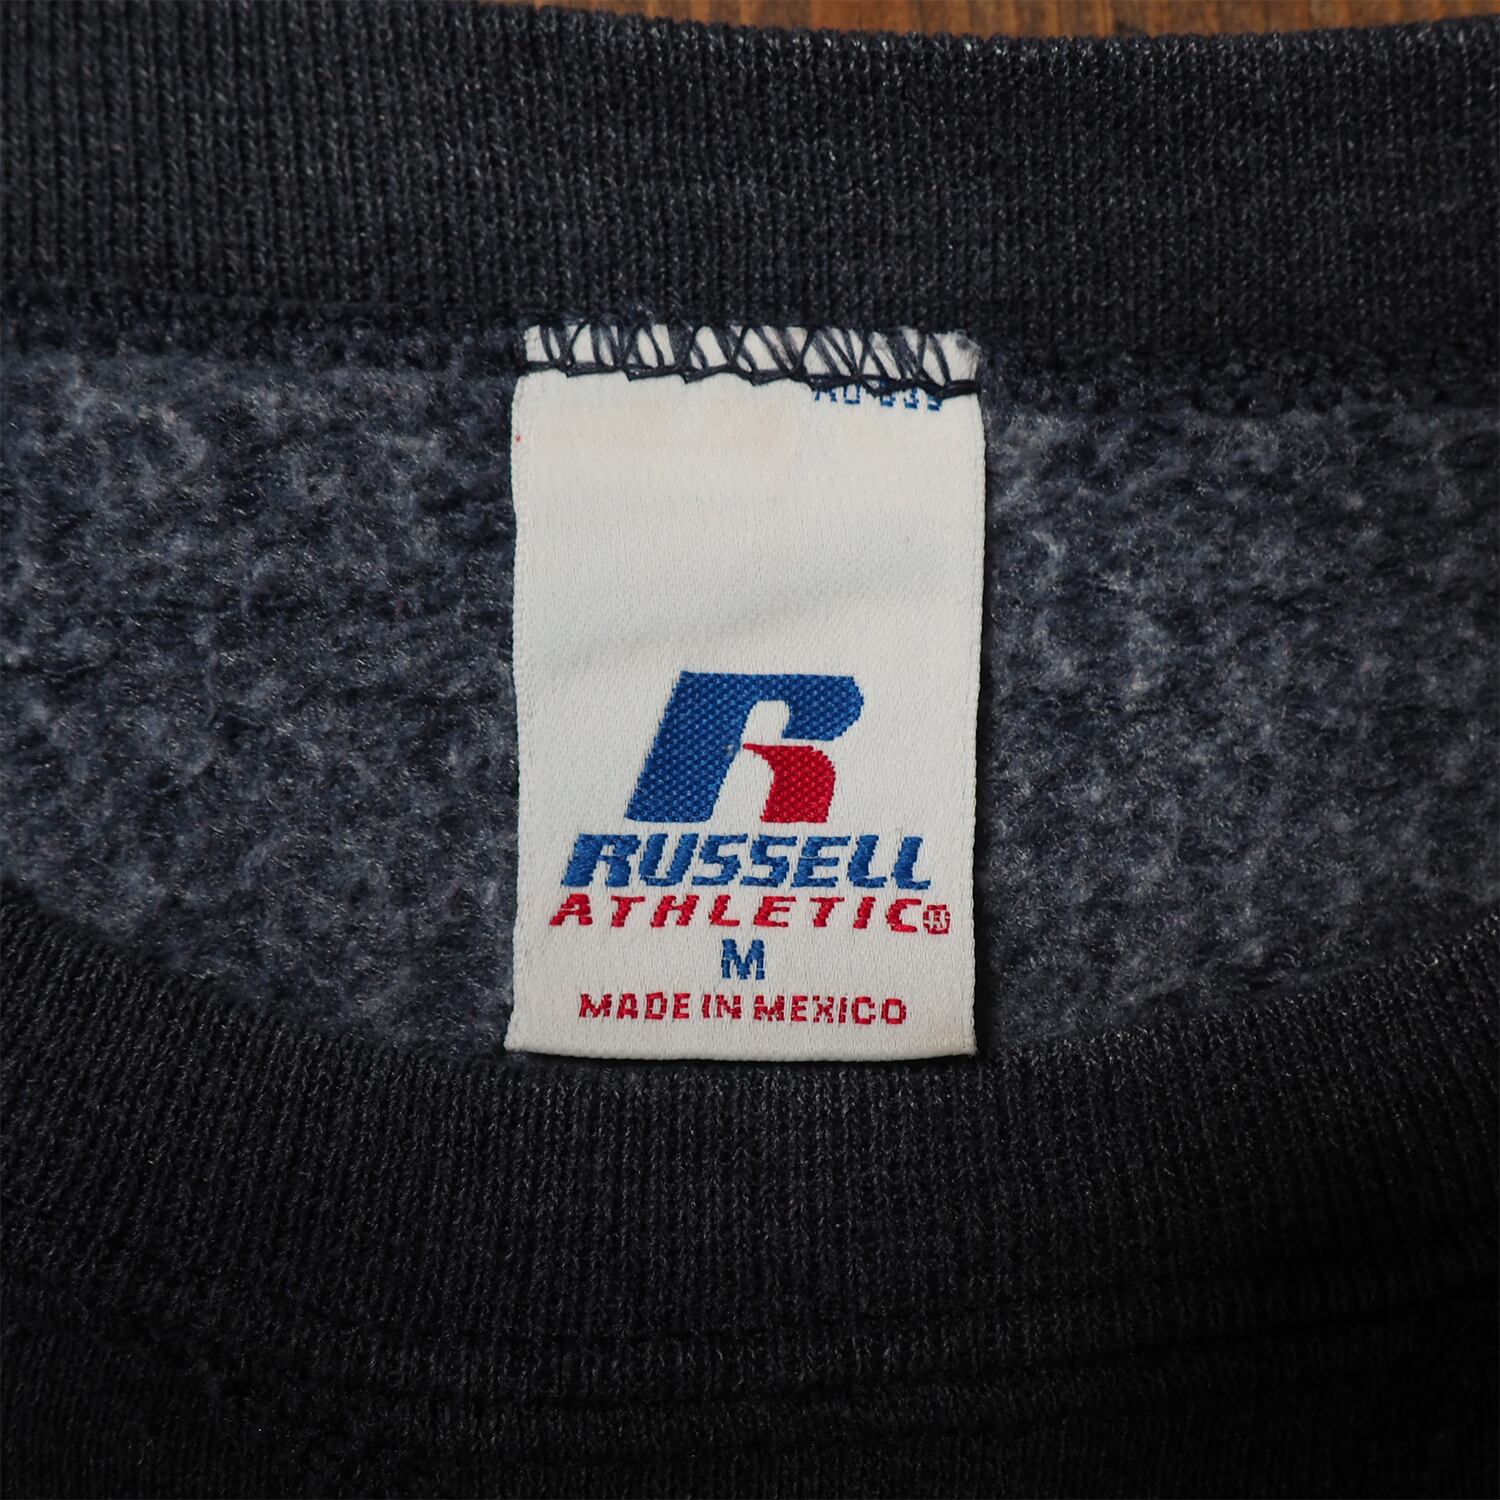 RUSSELL
ATHLETIC®
M
MADE IN MEXICO